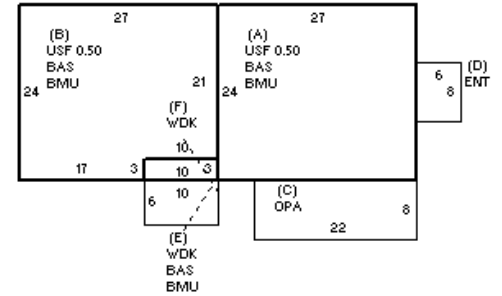 27
27
(B)
USF 0.50
BAS
BMU
(A)
USF 0.50
BAS
BMU
24
21
24
(D)
ENT
6
8
(F)
WDK
10
17
3
10
3
10
6
(C)
OPA
8
22
(E)
WDK
BAS
BMU